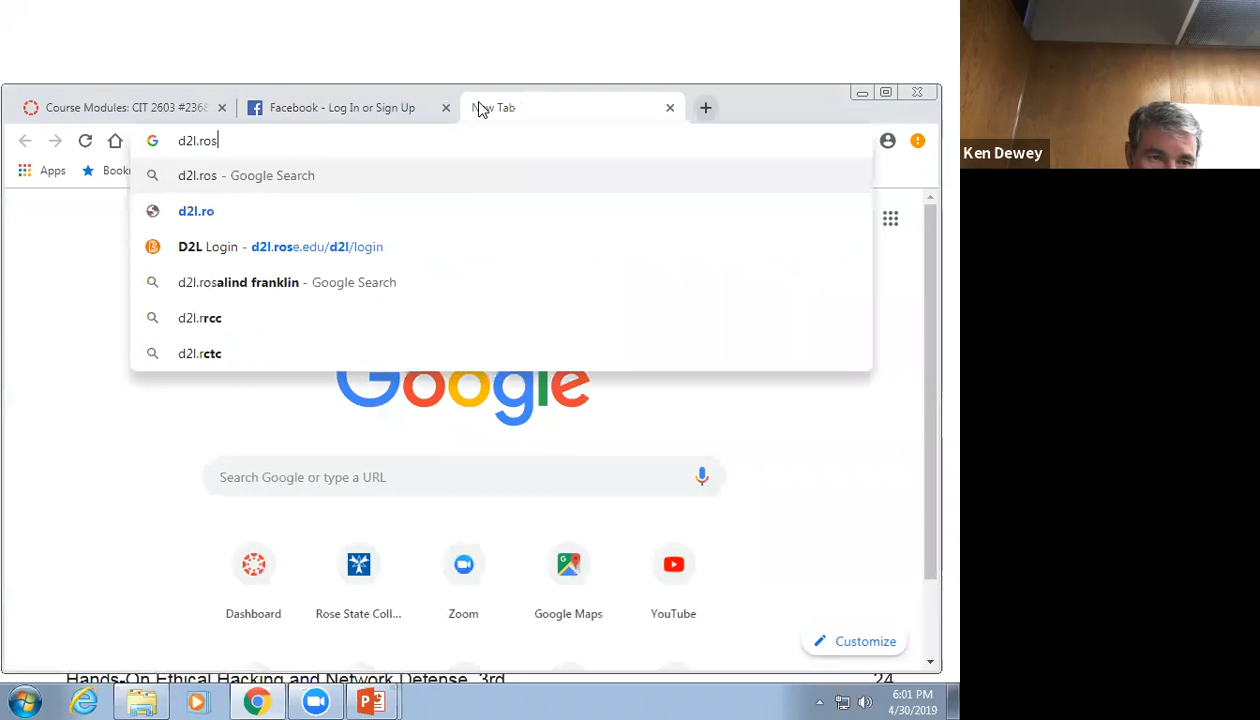 Course Modules: CIT 2603 #2368
Facebook - Log In or Sign Up
New Tab
d2l.ros
Apps
Bookn
d2l.ros - Google Search
d2l.ro
D2L Login - d2l.rose.edu/d2l/login
d2l.rosalind franklin - Google Search
d2l.rrcc
d2l.rctc
Google
Search Google or type a URL
Dashboard
Rose State Coll...
Zoom
Google Maps
YouTube
Customize
Hands-On Ethical Hacking and Network Defense, 3rd
24
6:01 PM
4/30/2019
Ken Dewey